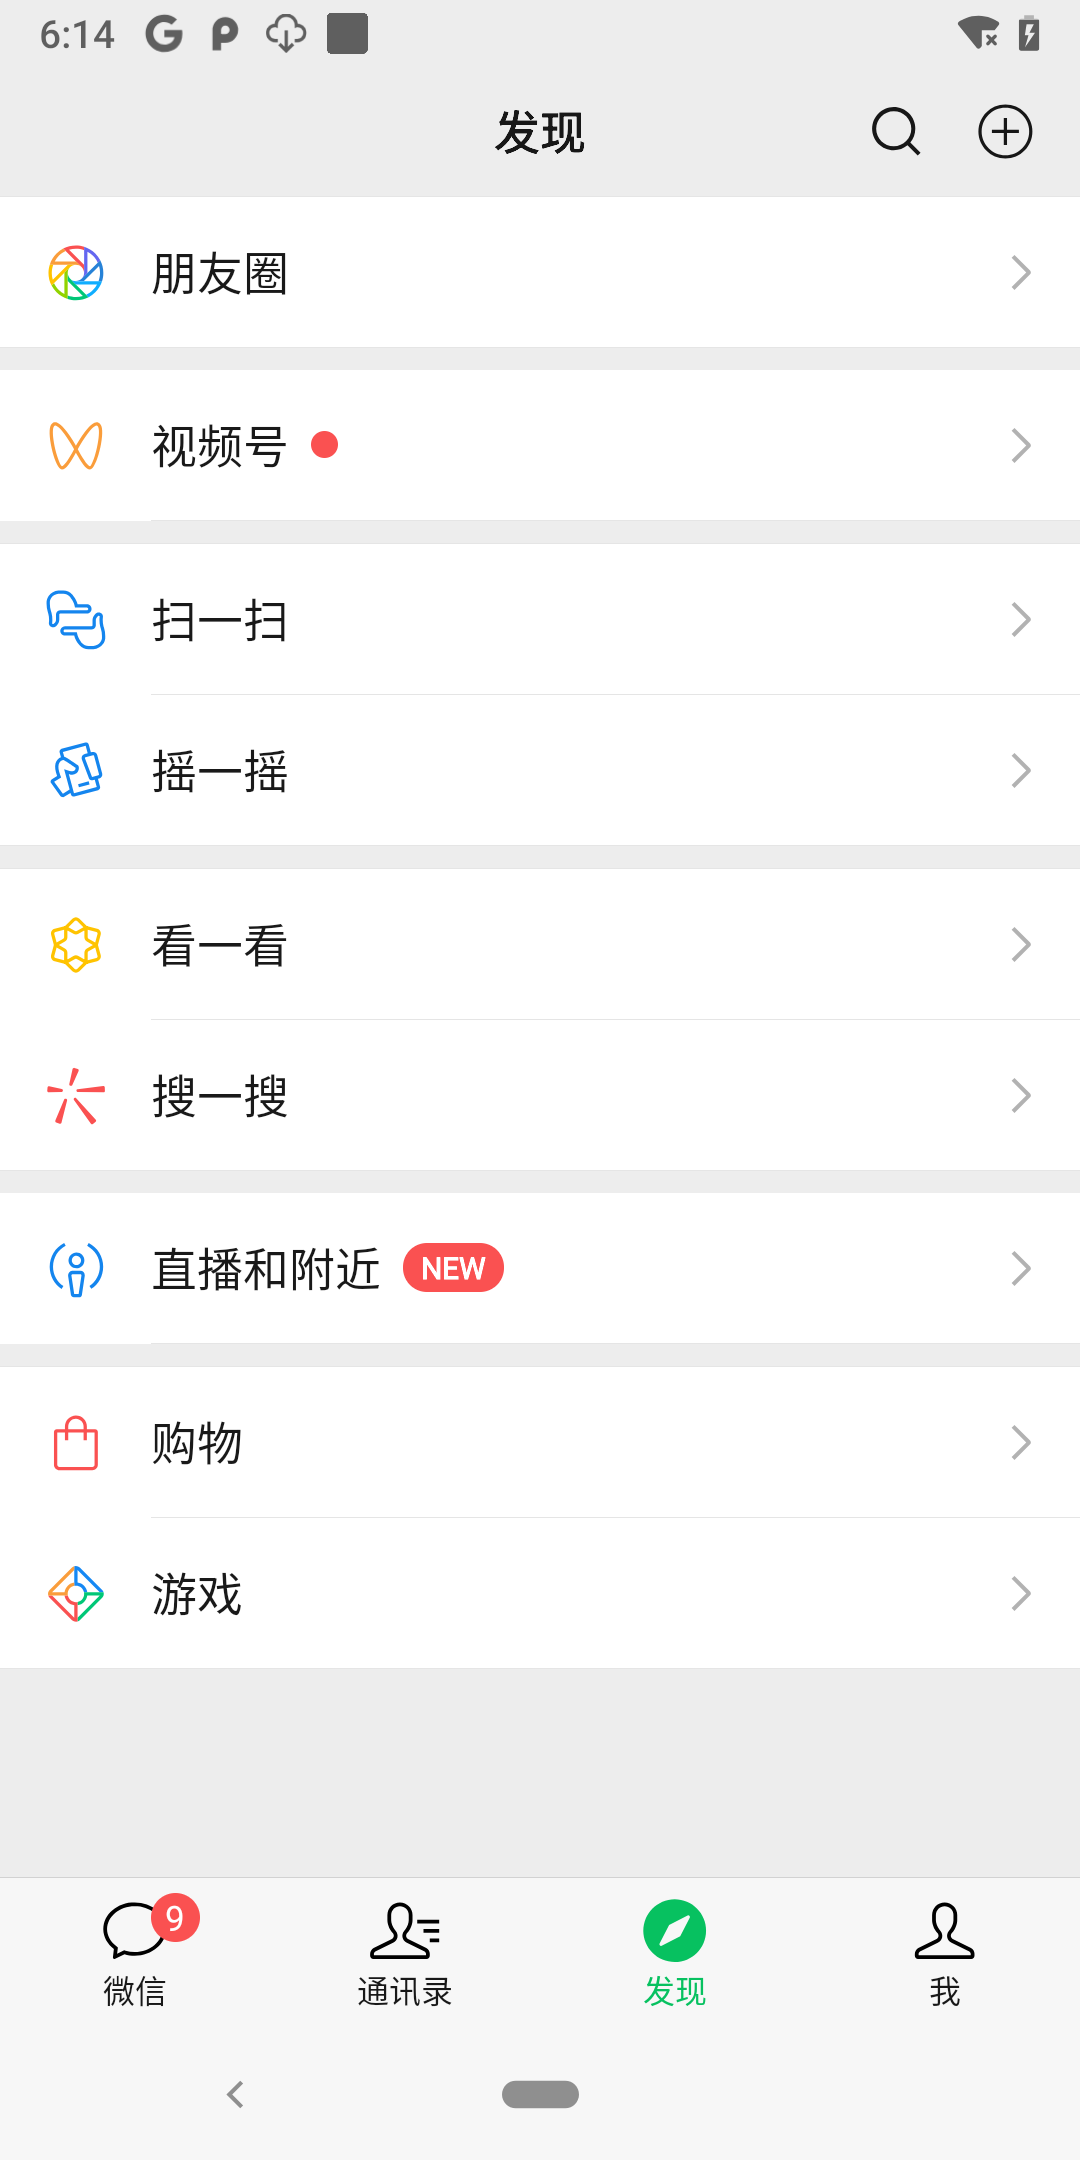 6:14
发现
朋友圈
视频号
扫一扫
摇一摇
看一看
搜一搜
直播和附近 NEW
购物
游戏
9
微信 通讯录 发现 我